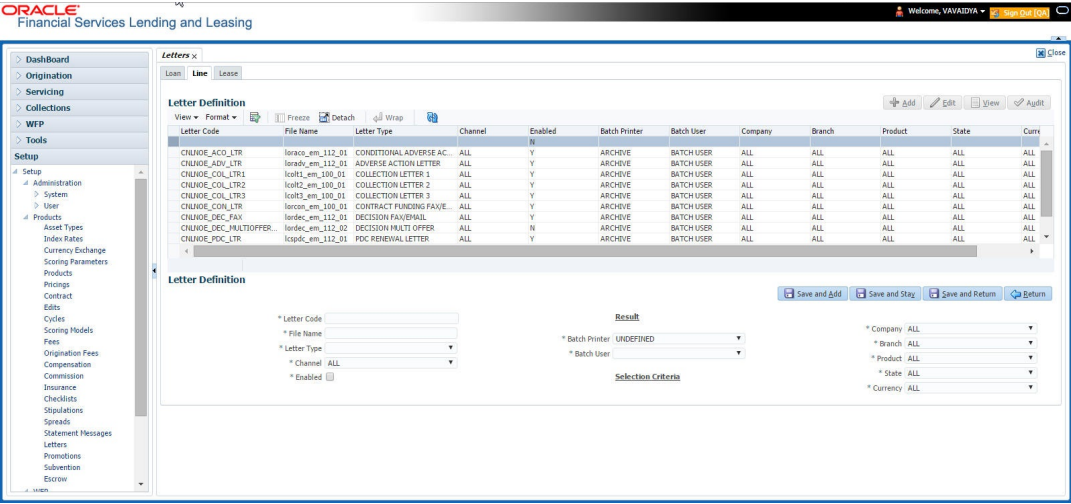 ORACLE
Financial Services Lending and Leasing
Welcome, VAVAIDYA
Sign Out [QA]
DashBoard
Origination
Servicing
Collections
WFP
Tools
Setup
Setup
Administration
System
User
Products
Asset Types
Index Rates
Currency Exchange
Scoring Parameters
Products
Pricings
Contract
Edits
Cycles
Scoring Models
Fees
Origination Fees
Compensation
Commission
Insurance
Checklists
Stipulations
Spreads
Statement Messages
Letters
Promotions
Subvention
Escrow
WFP
Letters x
Close
Loan Line Lease
Letter Definition
Add Edit View Audit
View Format Freeze Detach Wrap
Letter Code File Name Letter Type Channel Enabled Batch Printer Batch User Company Branch Product State Curre
N
CNLNOE_ACO_LTR loraco_em_112_01 CONDITIONAL ADVERSE AC... ALL Y ARCHIVE BATCH USER ALL ALL ALL ALL ALL
CNLNOE_ADV_LTR loradv_em_112_01 ADVERSE ACTION LETTER ALL Y ARCHIVE BATCH USER ALL ALL ALL ALL ALL
CNLNOE_COL_LTR1 lcolt1_em_100_01 COLLECTION LETTER 1 ALL Y ARCHIVE BATCH USER ALL ALL ALL ALL ALL
CNLNOE_COL_LTR2 lcolt2_em_100_01 COLLECTION LETTER 2 ALL Y ARCHIVE BATCH USER ALL ALL ALL ALL ALL
CNLNOE_COL_LTR3 lcolt3_em_100_01 COLLECTION LETTER 3 ALL Y ARCHIVE BATCH USER ALL ALL ALL ALL ALL
CNLNOE_CON_LTR lorcon_em_100_01 CONTRACT FUNDING FAX/E... ALL Y ARCHIVE BATCH USER ALL ALL ALL ALL ALL
CNLNOE_DEC_FAX lordec_em_112_01 DECISION FAX/EMAIL ALL Y ARCHIVE BATCH USER ALL ALL ALL ALL ALL
CNLNOE_DEC_MULTIOFFER... lordec_em_112_02 DECISION MULTI OFFER ALL N ARCHIVE BATCH USER ALL ALL ALL ALL ALL
CNLNOE_PDC_LTR lcspdc_em_112_01 PDC RENEWAL LETTER ALL Y ARCHIVE BATCH USER ALL ALL ALL ALL ALL
Letter Definition
Save and Add Save and Stay Save and Return Return
* Letter Code
* File Name
* Letter Type
* Channel ALL
* Enabled
Result
* Batch Printer UNDEFINED
* Batch User
Selection Criteria
* Company ALL
* Branch ALL
* Product ALL
* State ALL
* Currency ALL